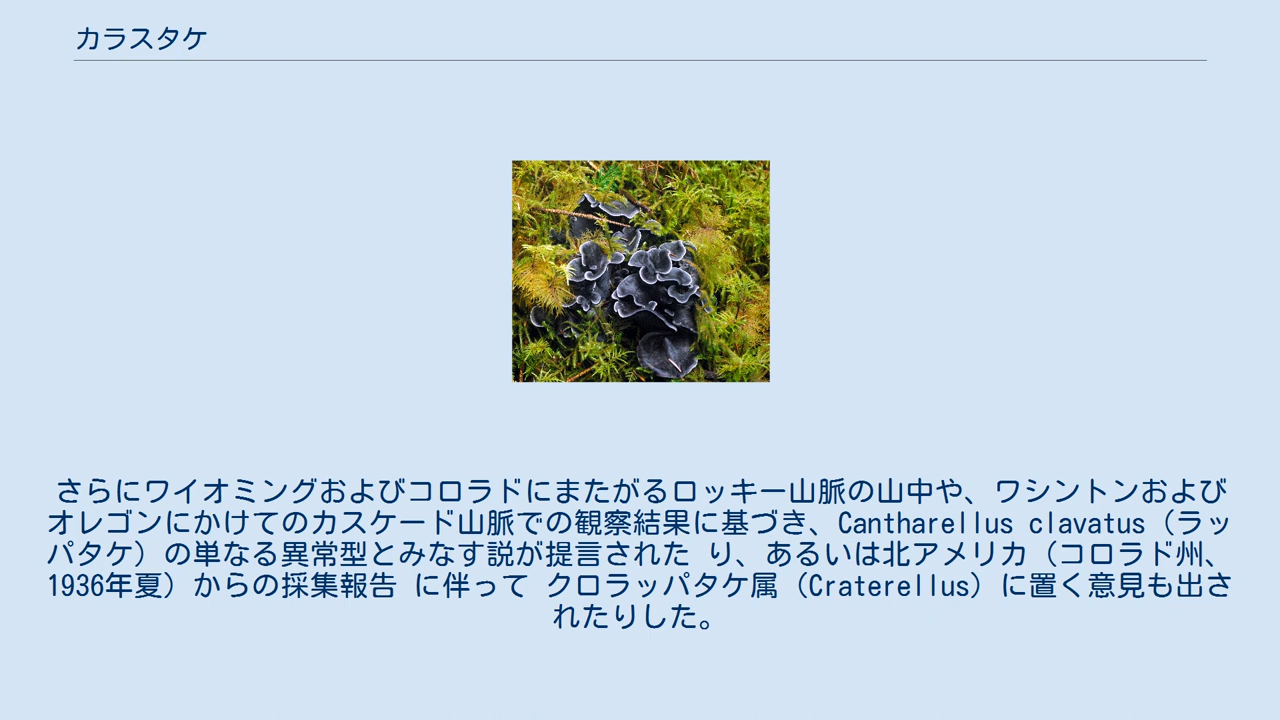 カラスタケ
さらにワイオミングおよびコロラドにまたがるロッキー山脈の山中や、ワシントンおよび
オレゴンにかけてのカスケード山脈での観察結果に基づき、Cantharellus clavatus（ラッ
パタケ）の単なる異常型とみなす説が提言された り、あるいは北アメリカ（コロラド州、
1936年夏）からの採集報告 に伴って クロラッパタケ属（Craterellus）に置く意見も出さ
れたりした。